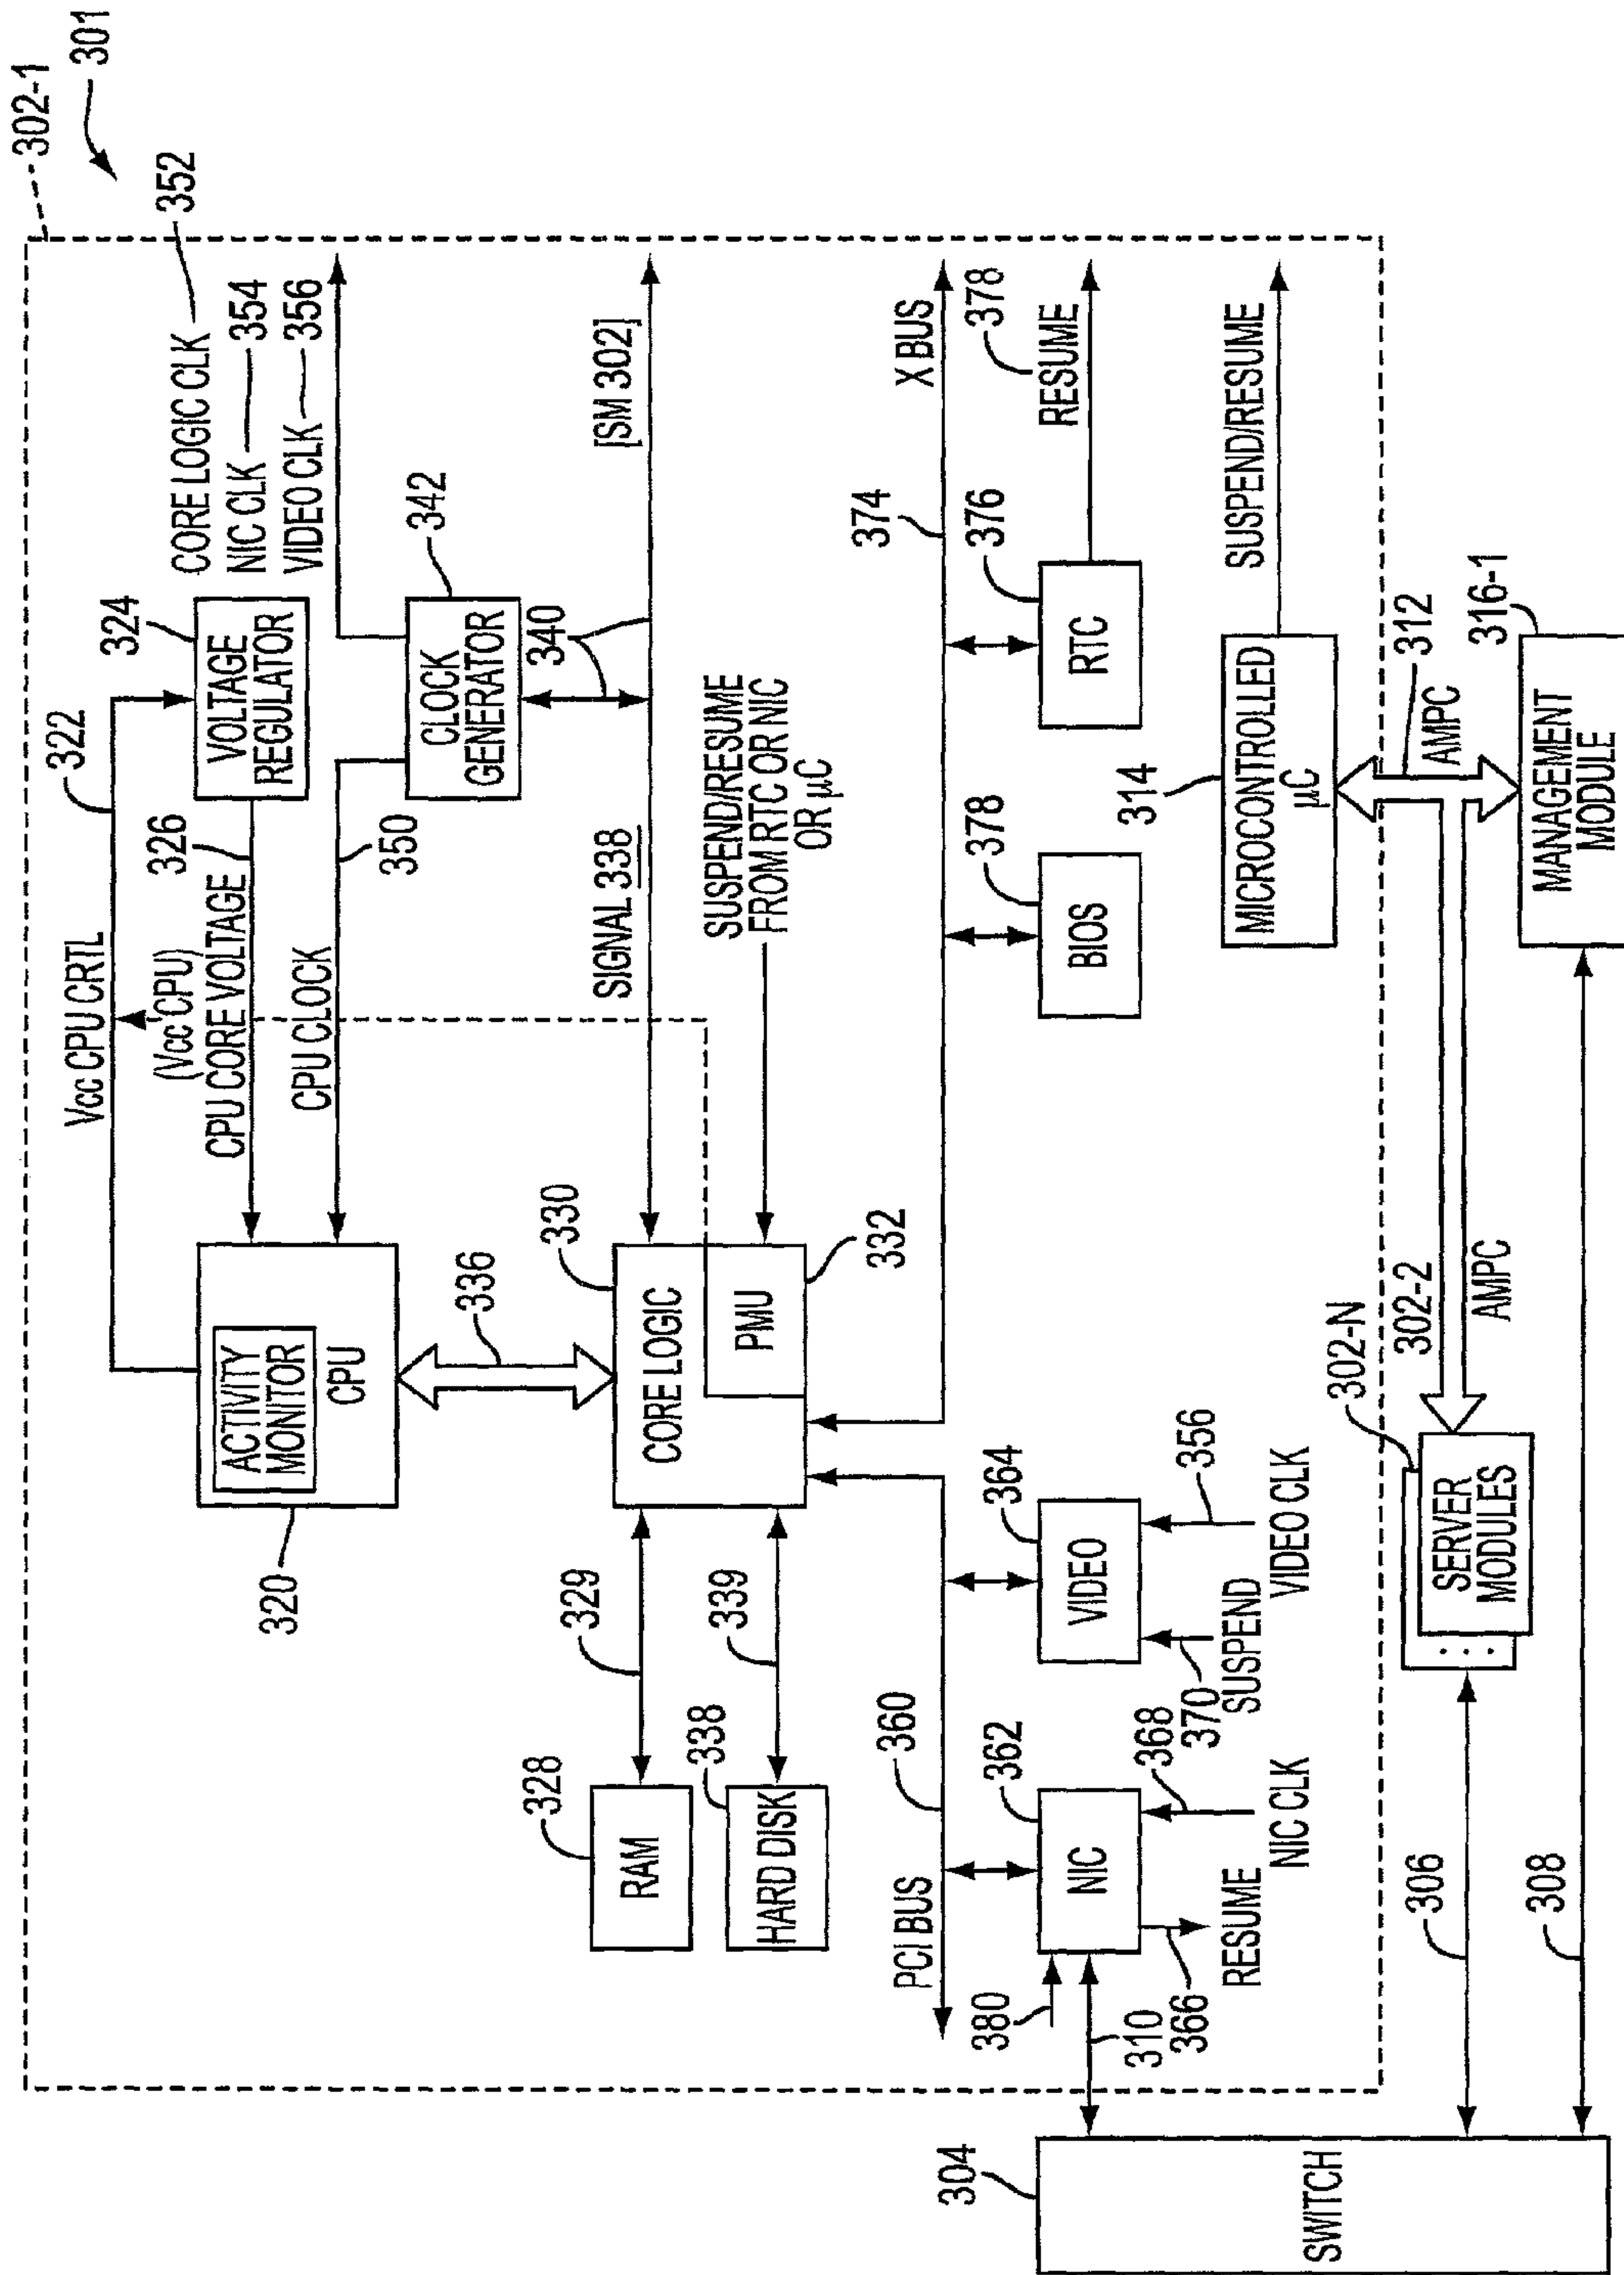 302-1
301
322
324
CORE LOGIC CLK 352
NIC CLK 354
VIDEO CLK 356
Vcc CPU CRTL
VOLTAGE
REGULATOR
326
(Vcc CPU)
CPU CORE VOLTAGE
350
CPU CLOCK
342
CLOCK
GENERATOR
340
[SM 302]
ACTIVITY
MONITOR
CPU
320
336
SIGNAL 338
SUSPEND/RESUME
FROM RTC OR NIC
OR μC
330
CORE LOGIC
PMU
332
329
339
328
RAM
338
HARD DISK
PCI BUS
360
374
X BUS
362
NIC
364
VIDEO
378
BIOS
376
RTC
378
RESUME
380
310
366
RESUME
368
NIC CLK
370
SUSPEND
356
VIDEO CLK
314
MICROCONTROLLED
μC
SUSPEND/RESUME
312
AMPC
302-N
302-2
AMPC
SERVER
MODULES
...
316-1
MANAGEMENT
MODULE
304
SWITCH
306
308